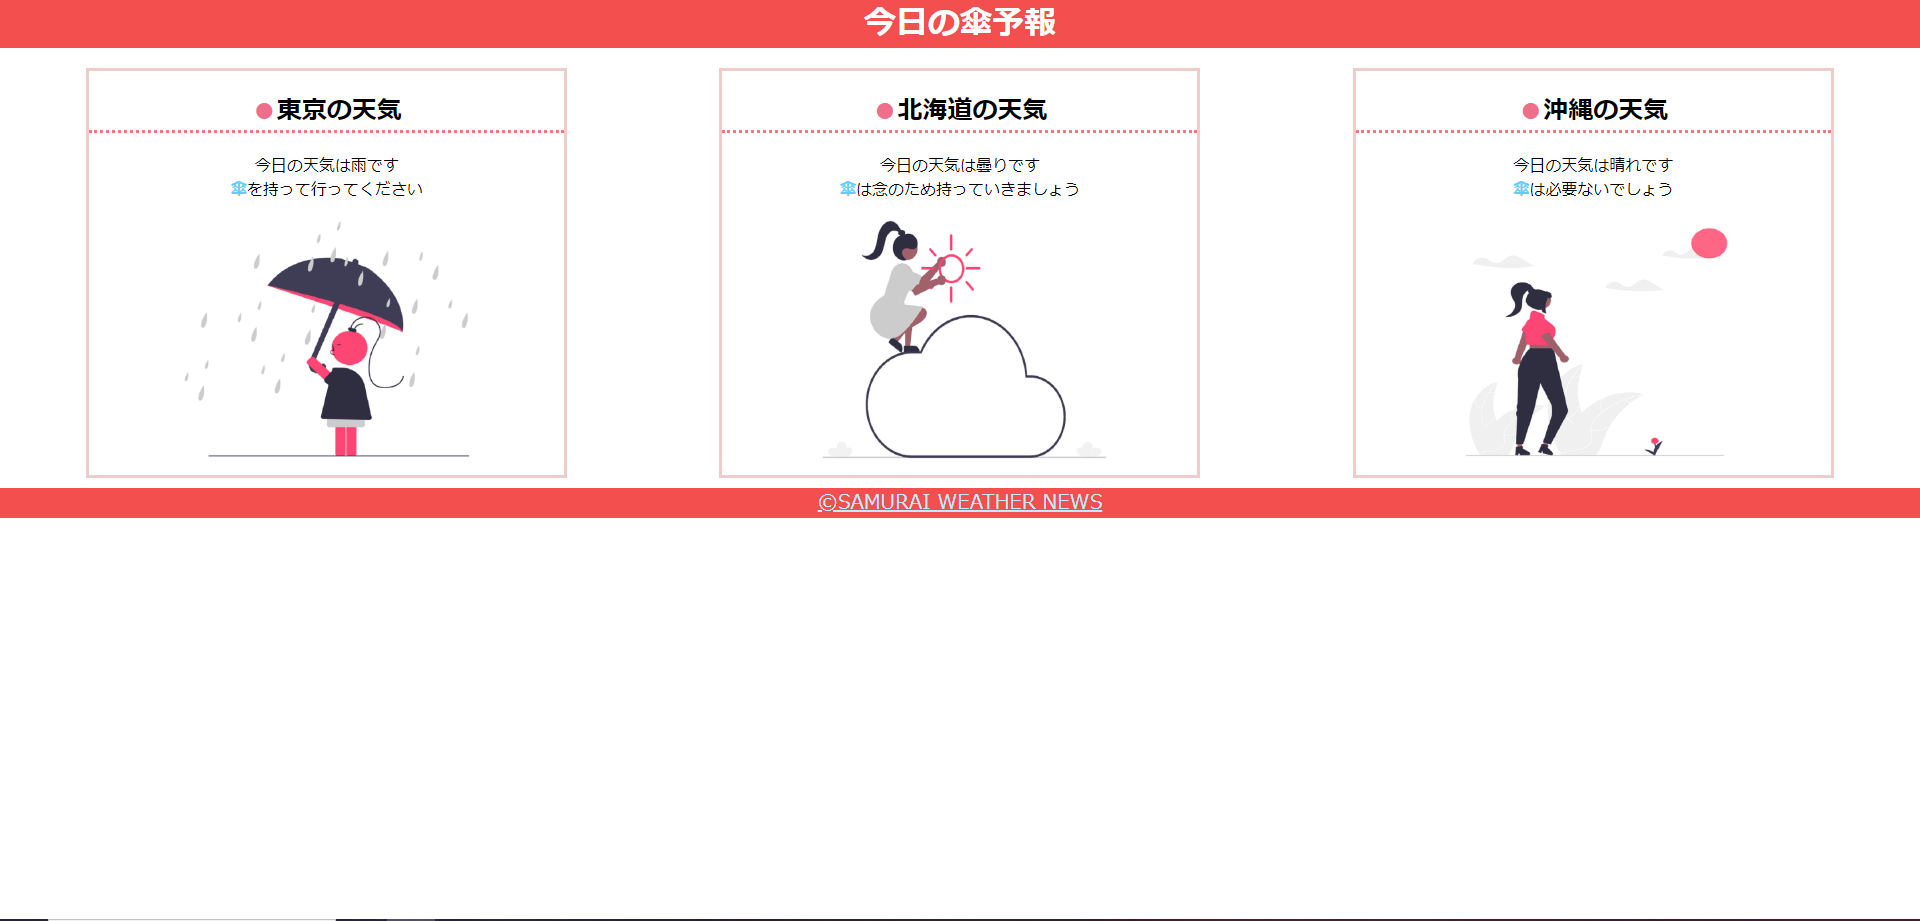 今日の傘予報
●東京の天気
今日の天気は雨です
傘を持って行ってください
●北海道の天気
今日の天気は曇りです
傘は念のため持っていきましょう
●沖縄の天気
今日の天気は晴れです
傘は必要ないでしょう
©SAMURAI WEATHER NEWS